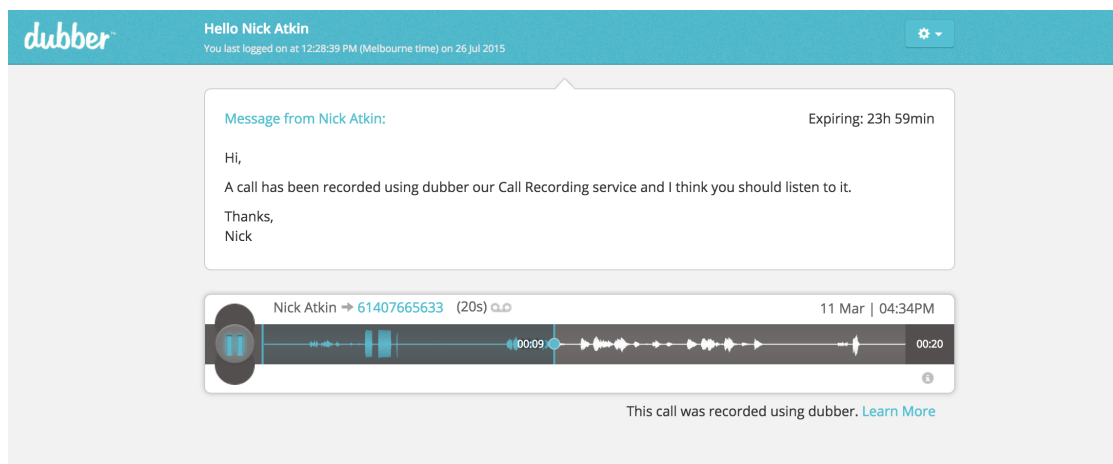 dubber™
Hello Nick Atkin
You last logged on at 12:28:39 PM (Melbourne time) on 26 Jul 2015
Message from Nick Atkin:
Expiring: 23h 59min
Hi,
A call has been recorded using dubber our Call Recording service and I think you should listen to it.
Thanks,
Nick
Nick Atkin ➔ 61407665633 (20s)
11 Mar | 04:34PM
00:09
00:20
This call was recorded using dubber. Learn More